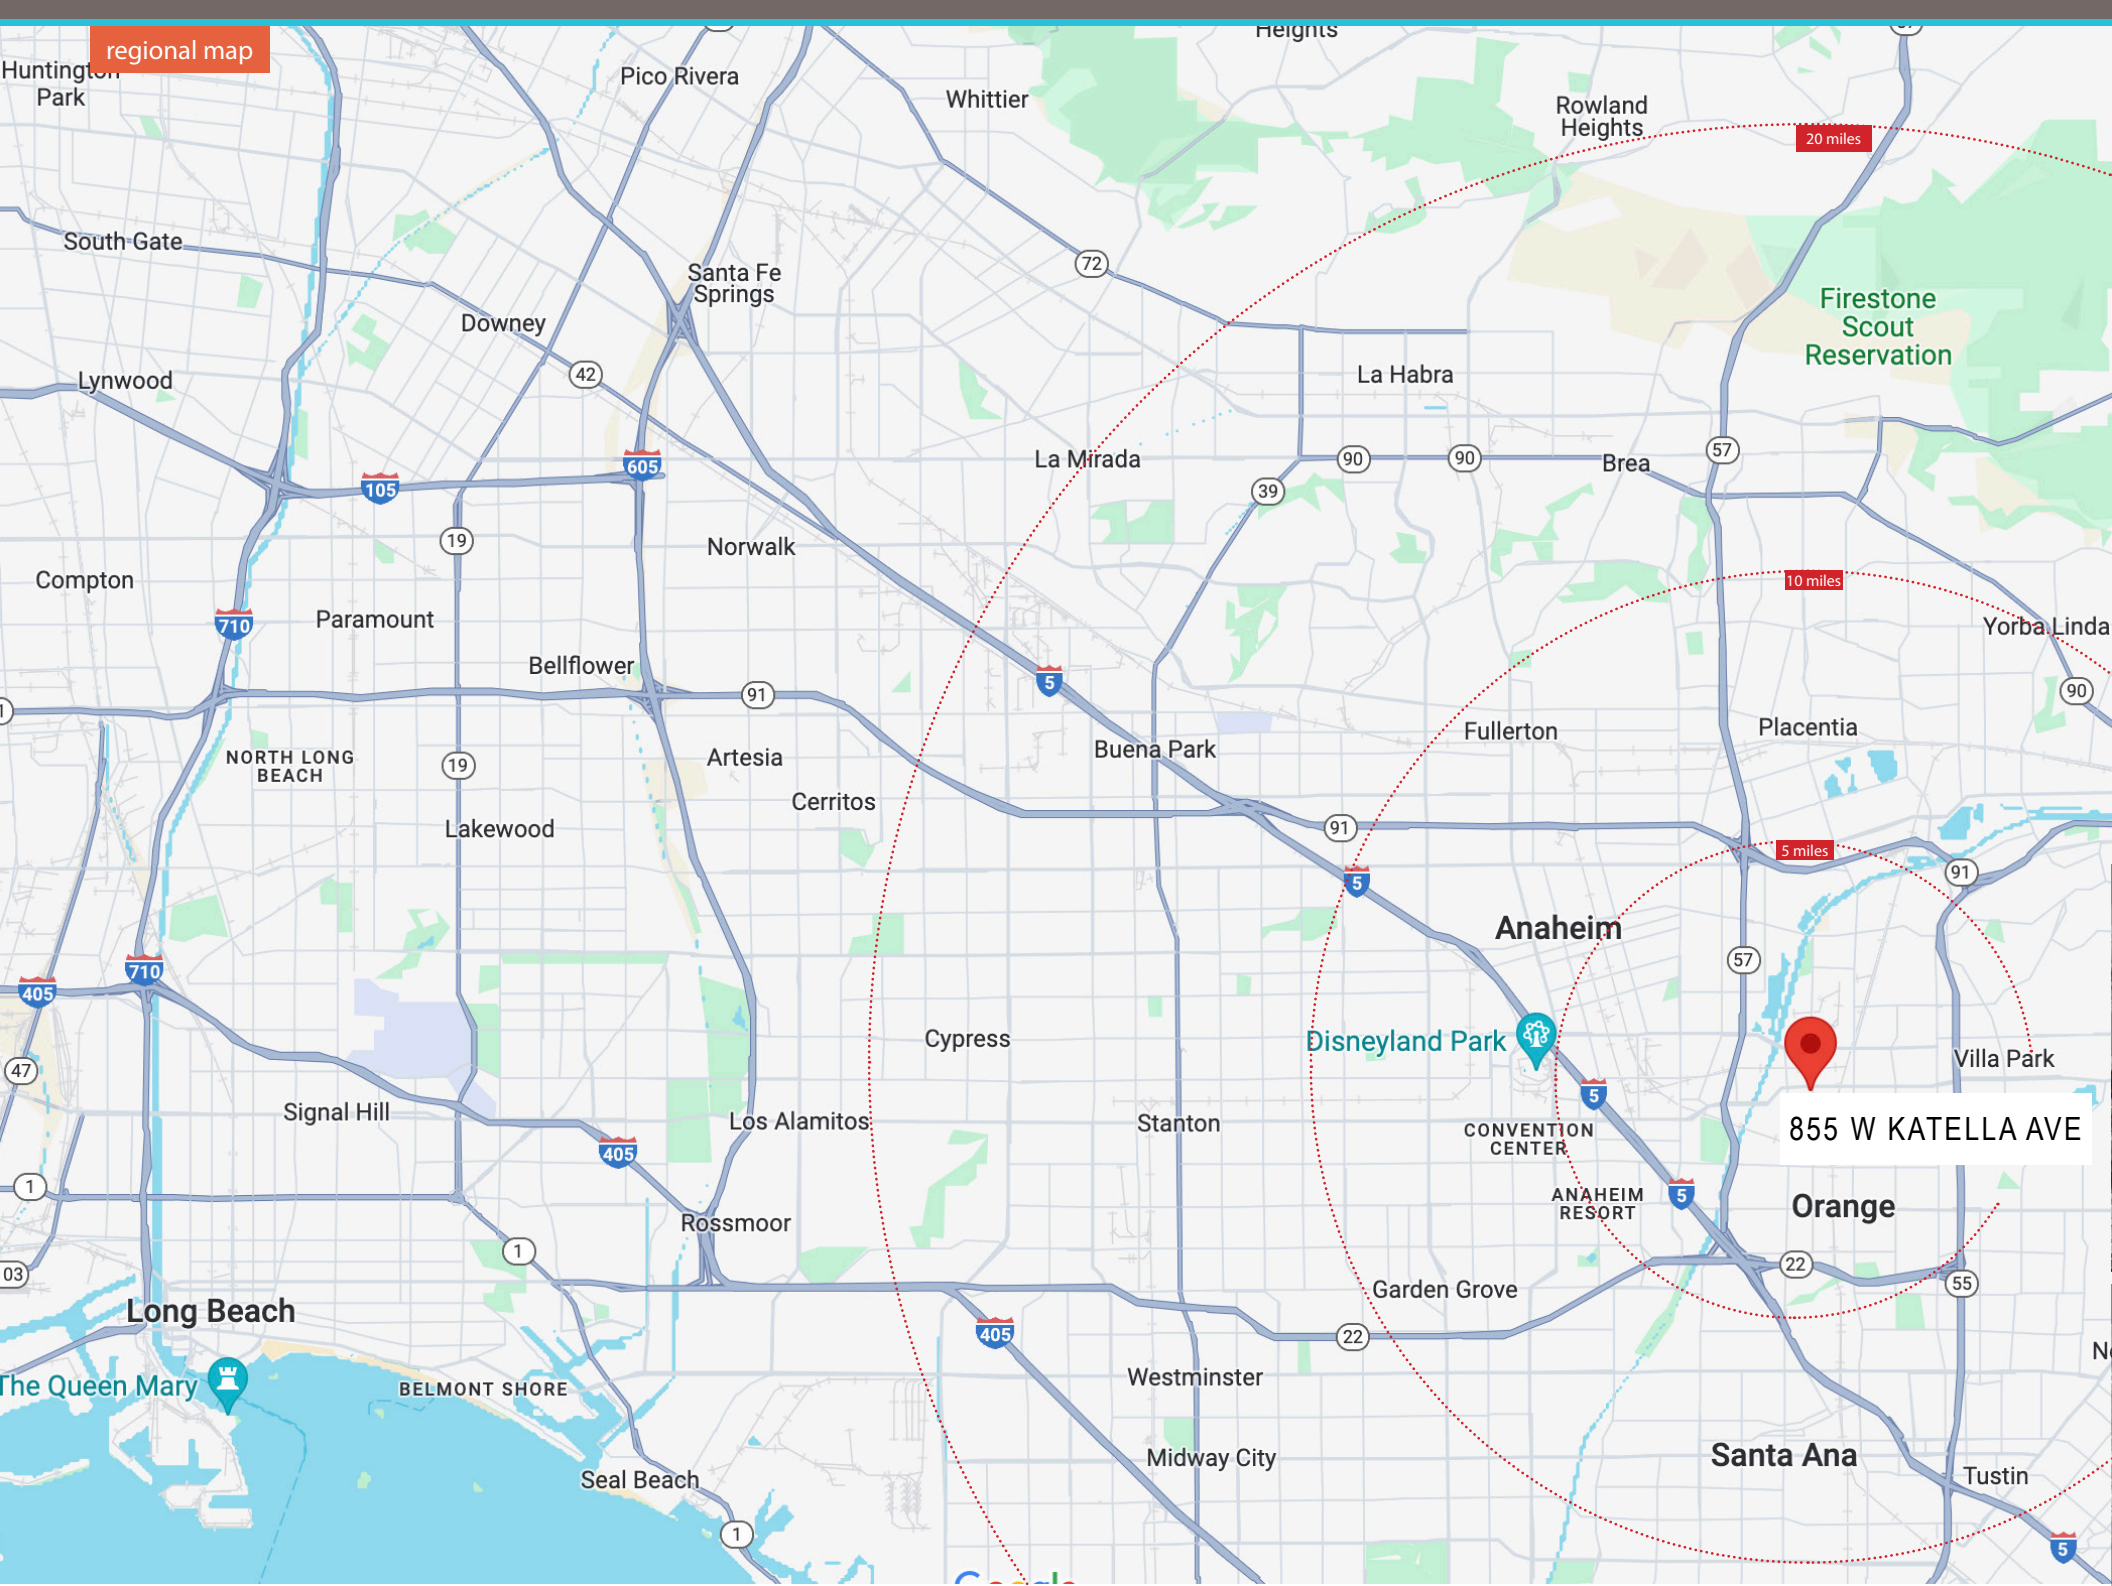 regional map
Heights
57
Huntington
Park
Pico Rivera
Whittier
Rowland
Heights
20 miles
South Gate
72
Santa Fe
Springs
Firestone
Scout
Reservation
Downey
42
La Habra
Lynwood
57
La Mirada
90
90
Brea
605
105
39
19
Norwalk
10 miles
Compton
Paramount
710
Yorba Linda
Bellflower
5
90
91
1
Fullerton
Placentia
NORTH LONG
BEACH
19
Artesia
Buena Park
Cerritos
Lakewood
91
5 miles
5
91
Anaheim
57
710
405
Cypress
Disneyland Park
Villa Park
47
5
Signal Hill
Los Alamitos
Stanton
CONVENTION
CENTER
855 W KATELLA AVE
405
1
ANAHEIM
RESORT
5
Orange
Rossmoor
1
22
03
55
Garden Grove
Long Beach
405
22
The Queen Mary
BELMONT SHORE
Westminster
Midway City
Santa Ana
Seal Beach
Tustin
1
5
Google